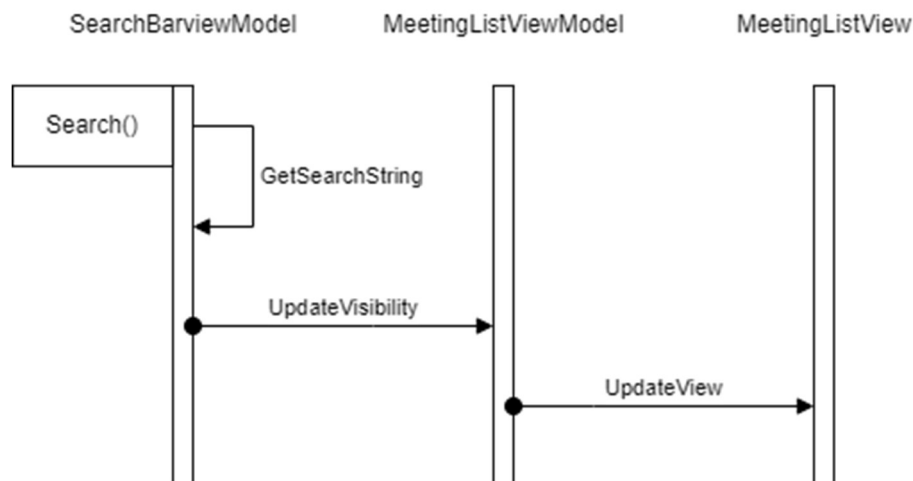 SearchBarviewModel
MeetingListViewModel
MeetingListView
Search()
GetSearchString
UpdateVisibility
UpdateView